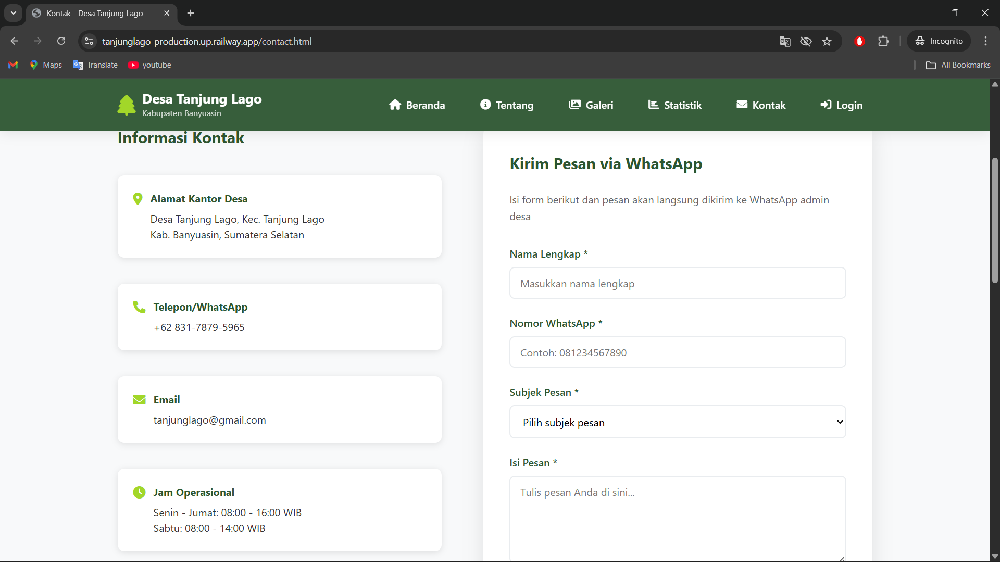 Kontak - Desa Tanjung Lago
tanjunglago-production.up.railway.app/contact.html
Incognito
Maps
Translate
youtube
All Bookmarks
Desa Tanjung Lago
Kabupaten Banyuasin
Beranda
Tentang
Galeri
Statistik
Kontak
Login
Informasi Kontak
Alamat Kantor Desa
Desa Tanjung Lago, Kec. Tanjung Lago
Kab. Banyuasin, Sumatera Selatan
Telepon/WhatsApp
+62 831-7879-5965
Email
tanjunglago@gmail.com
Jam Operasional
Senin - Jumat: 08:00 - 16:00 WIB
Sabtu: 08:00 - 14:00 WIB
Kirim Pesan via WhatsApp
Isi form berikut dan pesan akan langsung dikirim ke WhatsApp admin
desa
Nama Lengkap *
Masukkan nama lengkap
Nomor WhatsApp *
Contoh: 081234567890
Subjek Pesan *
Pilih subjek pesan
Isi Pesan *
Tulis pesan Anda di sini...